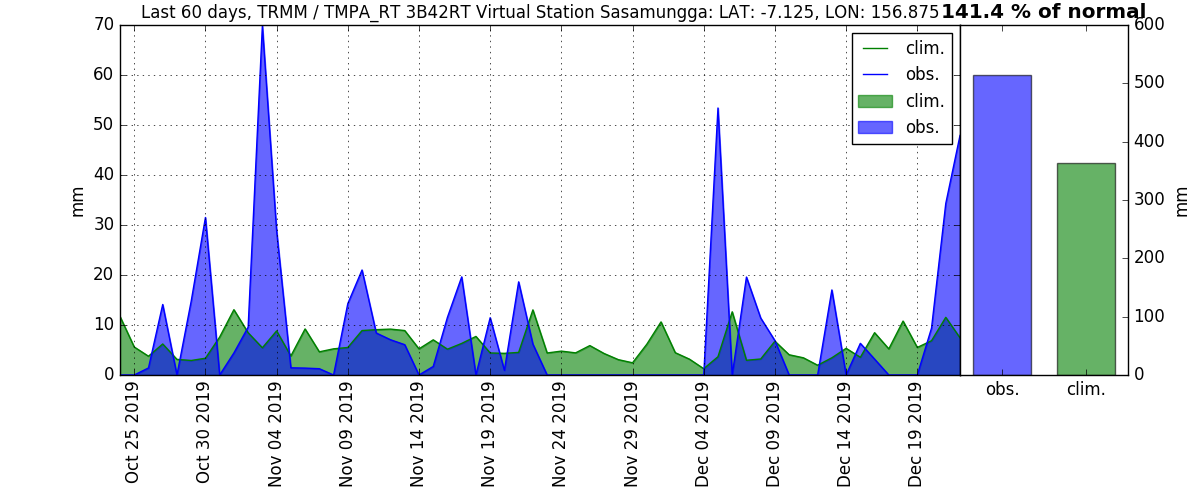 Last 60 days, TRMM / TMPA_RT 3B42RT Virtual Station Sasamungga: LAT: -7.125, LON: 156.875
141.4 % of normal
70
60
50
40
30
20
10
0
mm
clim.
obs.
clim.
obs.
600
500
400
300
200
100
0
mm
obs.
clim.
Oct 25 2019
Oct 30 2019
Nov 04 2019
Nov 09 2019
Nov 14 2019
Nov 19 2019
Nov 24 2019
Nov 29 2019
Dec 04 2019
Dec 09 2019
Dec 14 2019
Dec 19 2019